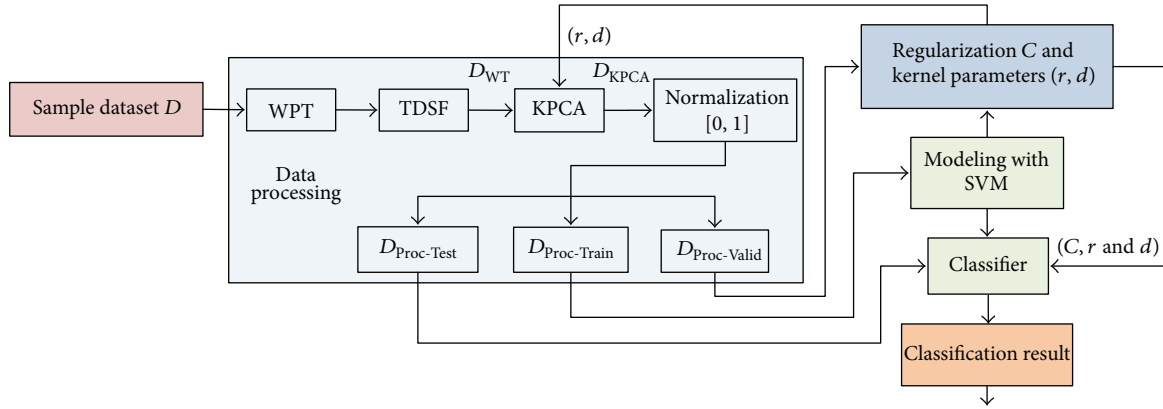 (r, d)
Regularization C and
kernel parameters (r, d)
Sample dataset D
WPT
TDSF
D_WT
KPCA
D_KPCA
Normalization
[0, 1]
Data
processing
Modeling with
SVM
D_Proc-Test
D_Proc-Train
D_Proc-Valid
Classifier
(C, r and d)
Classification result